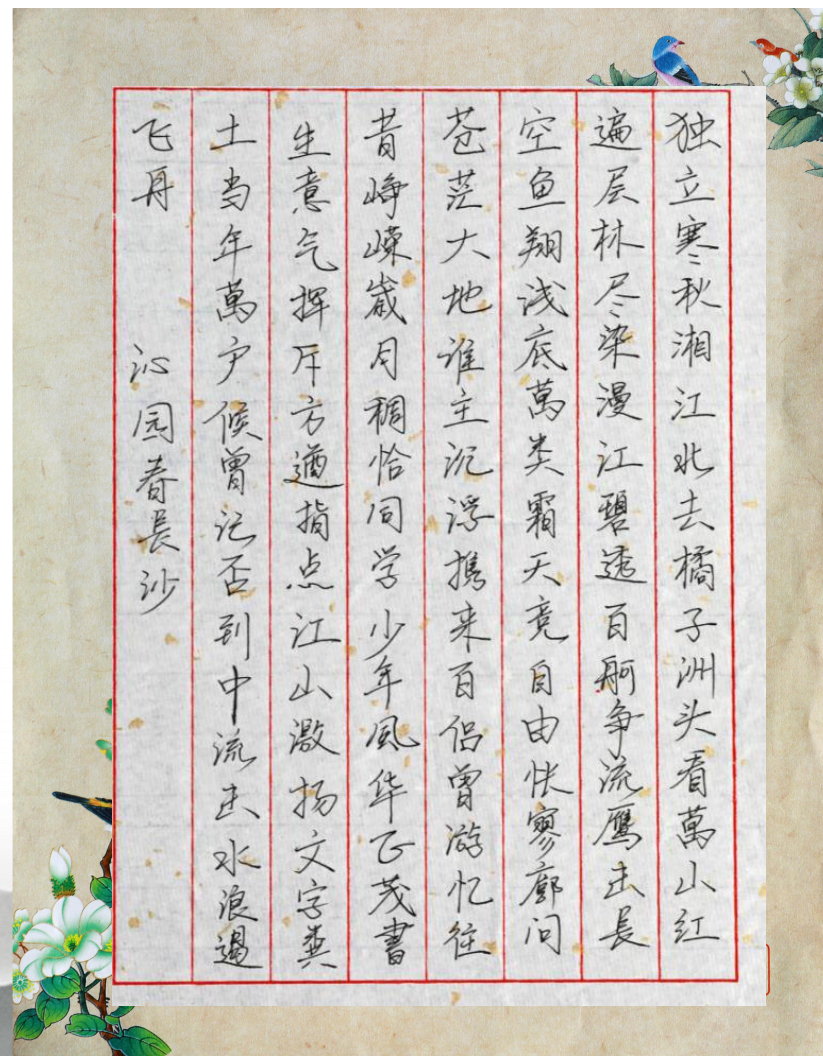 独立寒秋湘江北去橘子洲头看萬山红
遍层林尽染漫江碧透百舸争流鹰击長
空鱼翔浅底萬类霜天竞自由怅寥廓问
苍茫大地谁主沉浮携来百侣曾游忆往
昔峥嵘嵗月稠恰同学少年風华正茂書
生意气挥斥方遒指点江山激扬文字粪
土当年萬户侯曾记否到中流击水浪遏
飞舟 沁园春長沙